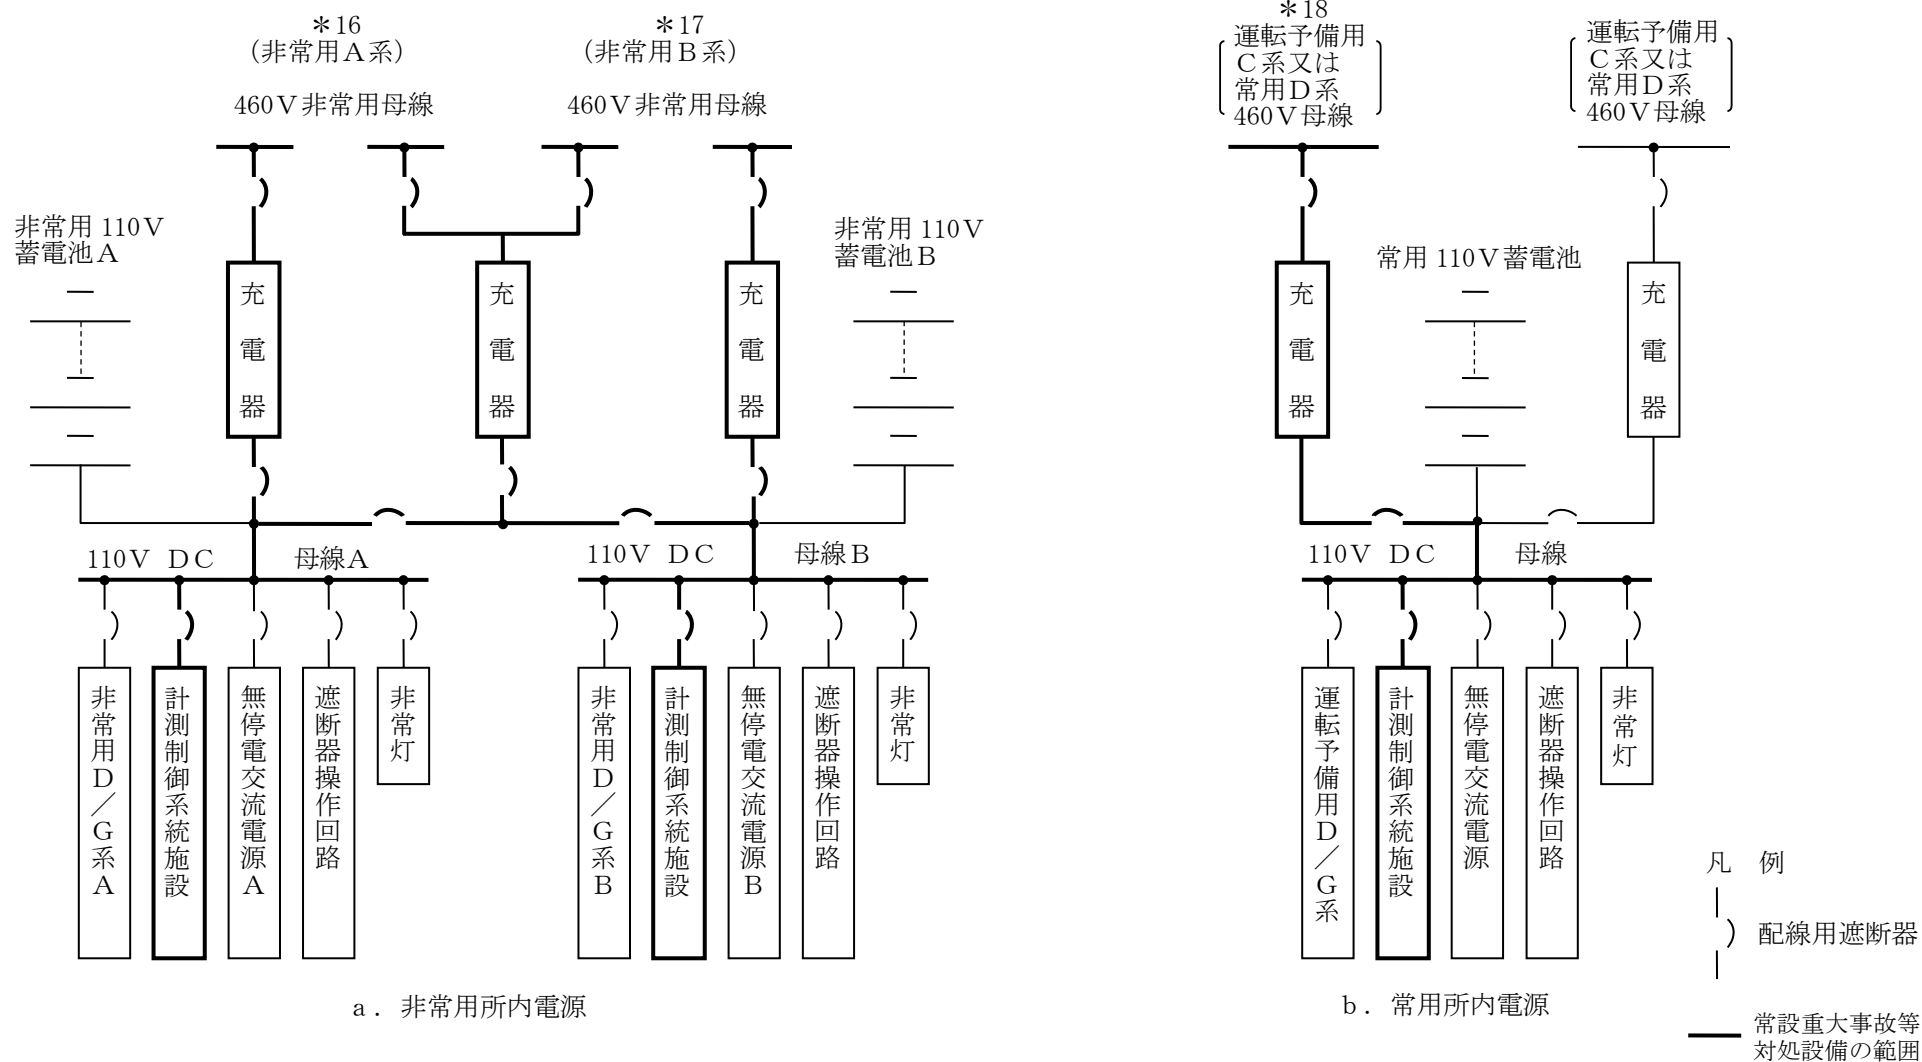 ＊16
（非常用Ａ系）
460Ｖ非常用母線
＊17
（非常用Ｂ系）
460Ｖ非常用母線
＊18
運転予備用
Ｃ系又は
常用Ｄ系
460Ｖ母線
運転予備用
Ｃ系又は
常用Ｄ系
460Ｖ母線
非常用 110Ｖ
蓄電池Ａ
充電器
充電器
充電器
非常用 110Ｖ
蓄電池Ｂ
充電器
常用 110Ｖ蓄電池
充電器
110Ｖ ＤＣ 母線Ａ
110Ｖ ＤＣ 母線Ｂ
110Ｖ ＤＣ 母線
非常用Ｄ／Ｇ系Ａ
計測制御系統施設
無停電交流電源Ａ
遮断器操作回路
非常灯
非常用Ｄ／Ｇ系Ｂ
計測制御系統施設
無停電交流電源Ｂ
遮断器操作回路
非常灯
運転予備用Ｄ／Ｇ系
計測制御系統施設
無停電交流電源
遮断器操作回路
非常灯
ａ．非常用所内電源
ｂ．常用所内電源
凡　例
配線用遮断器
常設重大事故等
対処設備の範囲